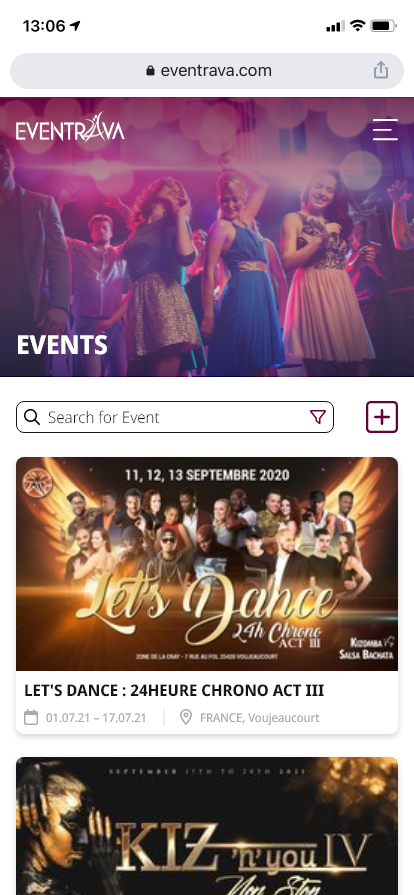 13:06
eventrava.com
EVENTRAVA
EVENTS
Search for Event
11, 12, 13 SEPTEMBRE 2020
Let's Dance
24h Chrono
ACT III
KIZOMBA
SALSA BACHATA
ZONE DE LA CRAY - 7 RUE AU FOL 25420 VOUJEAUCOURT
LET'S DANCE : 24HEURE CHRONO ACT III
01.07.21 – 17.07.21
FRANCE, Voujeaucourt
SEPTEMBER 17TH TO 20TH 2021
KIZ 'n'you IV
Non Stop